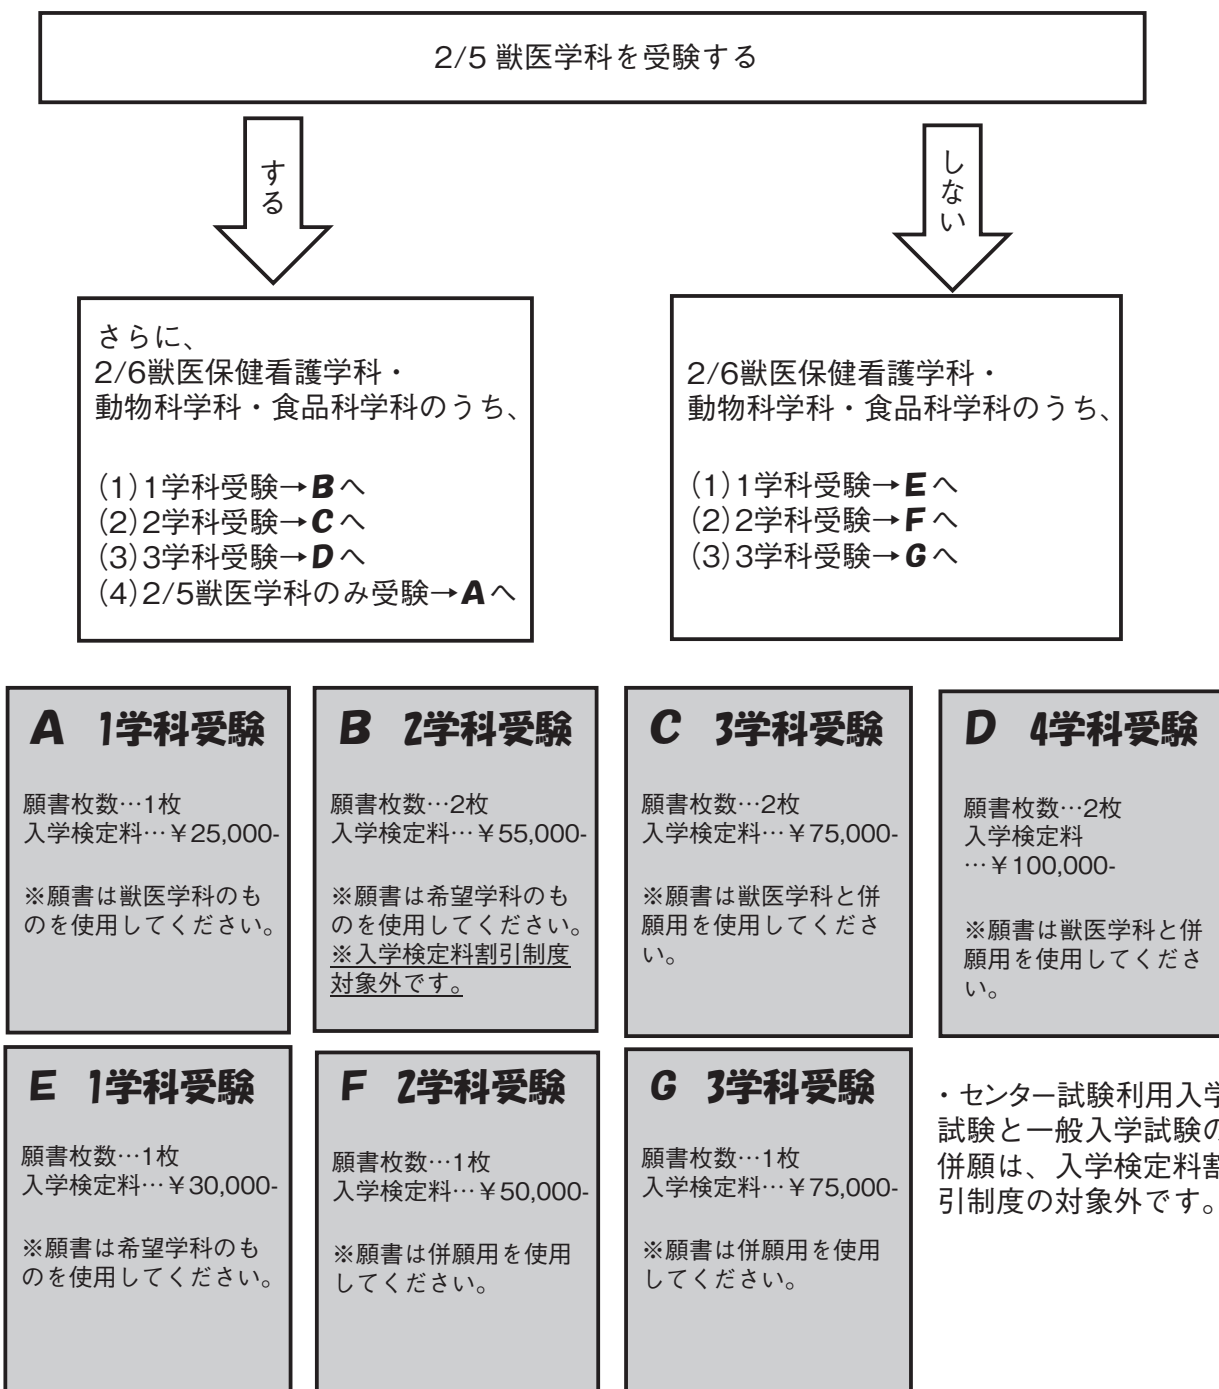 2/5 獣医学科を受験する
する
しない
さらに、
2/6獣医保健看護学科・
動物科学科・食品科学科のうち、
(1)1学科受験→Bへ
(2)2学科受験→Cへ
(3)3学科受験→Dへ
(4)2/5獣医学科のみ受験→Aへ
2/6獣医保健看護学科・
動物科学科・食品科学科のうち、
(1)1学科受験→Eへ
(2)2学科受験→Fへ
(3)3学科受験→Gへ
A 1学科受験
願書枚数…1枚
入学検定料…￥25,000-
※願書は獣医学科のも
のを使用してください。
B 2学科受験
願書枚数…2枚
入学検定料…￥55,000-
※願書は希望学科のも
のを使用してください。
※入学検定料割引制度
対象外です。
C 3学科受験
願書枚数…2枚
入学検定料…￥75,000-
※願書は獣医学科と併
願用を使用してくださ
い。
D 4学科受験
願書枚数…2枚
入学検定料
…￥100,000-
※願書は獣医学科と併
願用を使用してくださ
い。
E 1学科受験
願書枚数…1枚
入学検定料…￥30,000-
※願書は希望学科のも
のを使用してください。
F 2学科受験
願書枚数…1枚
入学検定料…￥50,000-
※願書は併願用を使用
してください。
G 3学科受験
願書枚数…1枚
入学検定料…￥75,000-
※願書は併願用を使用
してください。
・センター試験利用入学
試験と一般入学試験の
併願は、入学検定料割
引制度の対象外です。